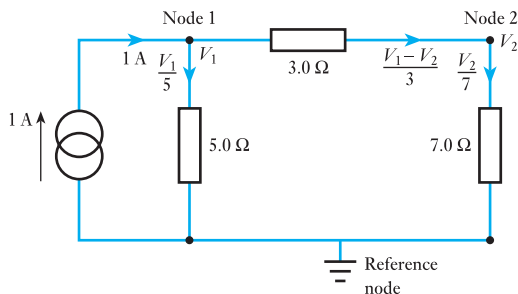 Node 1
Node 2
1 A
V₁/5
V₁
3.0 Ω
V₁ − V₂/3
V₂/7
V₂
1 A
5.0 Ω
7.0 Ω
Reference
node